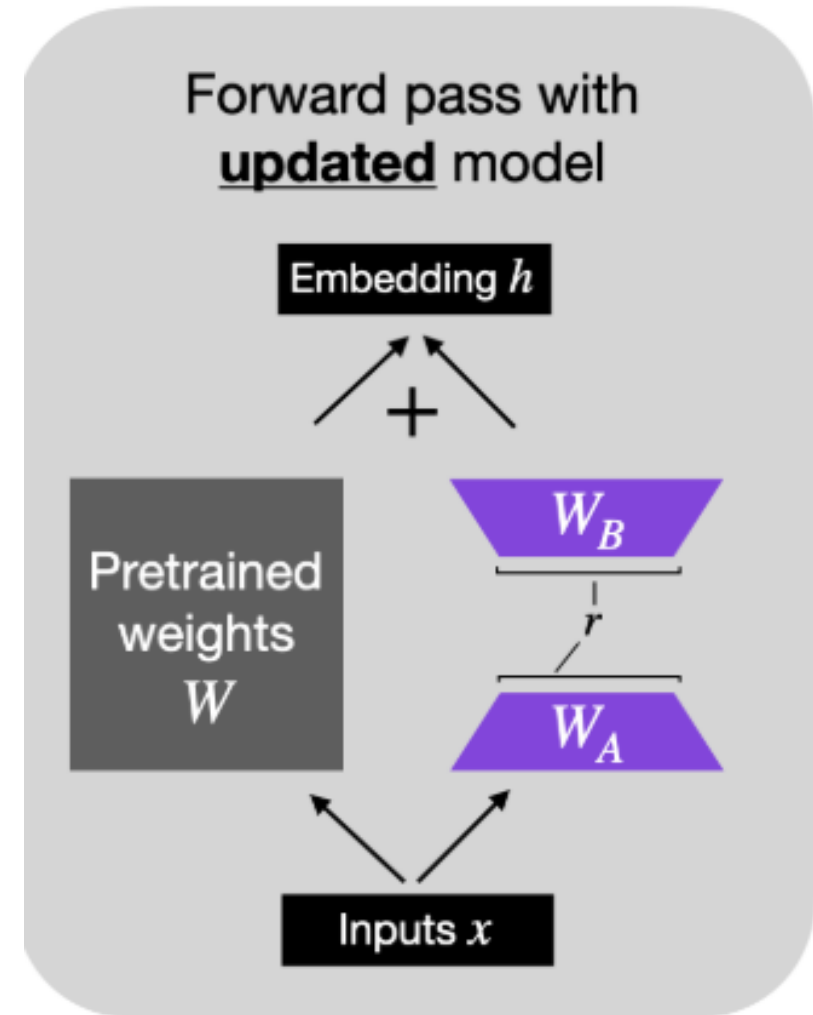 Forward pass with
updated model
Embedding h
+
Pretrained
weights
W
W_B
r
W_A
Inputs x